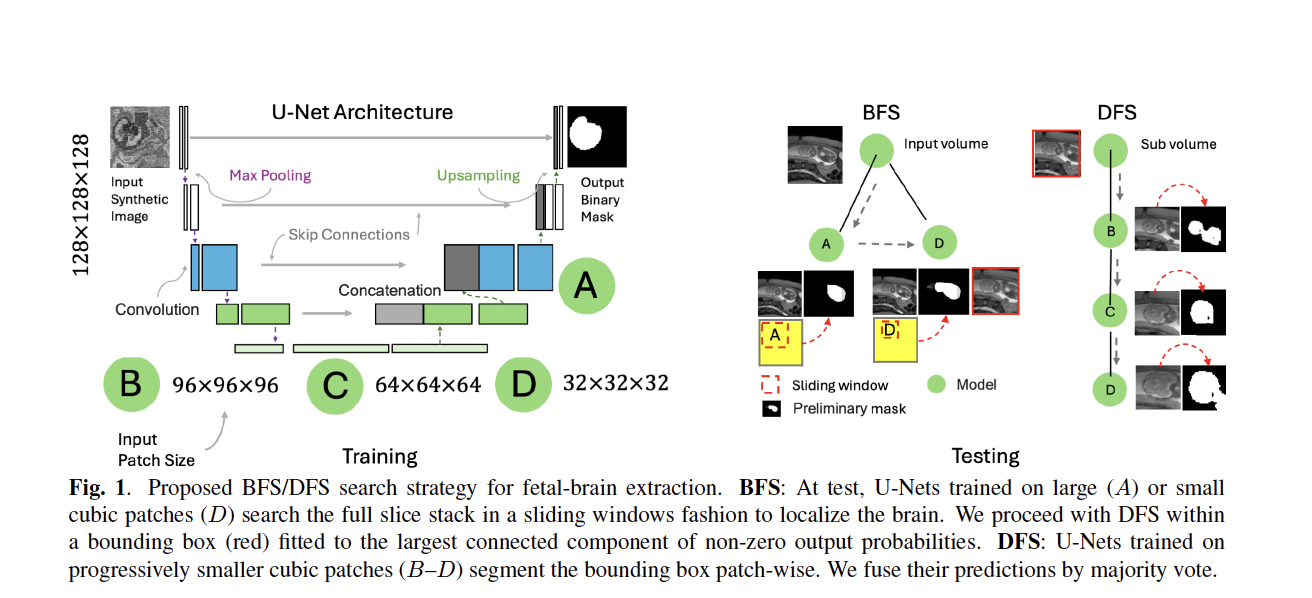 U-Net Architecture
128×128×128
Input
Synthetic
Image
Max Pooling
Upsampling
Output
Binary
Mask
Skip Connections
Convolution
Concatenation
A
B
96×96×96
C
64×64×64
D
32×32×32
Input
Patch Size
Training
BFS
Input volume
A
D
A
D
Sliding window
Model
Preliminary mask
DFS
Sub volume
B
C
D
Testing
Fig. 1. Proposed BFS/DFS search strategy for fetal-brain extraction. BFS: At test, U-Nets trained on large (A) or small
cubic patches (D) search the full slice stack in a sliding windows fashion to localize the brain. We proceed with DFS within
a bounding box (red) fitted to the largest connected component of non-zero output probabilities. DFS: U-Nets trained on
progressively smaller cubic patches (B–D) segment the bounding box patch-wise. We fuse their predictions by majority vote.